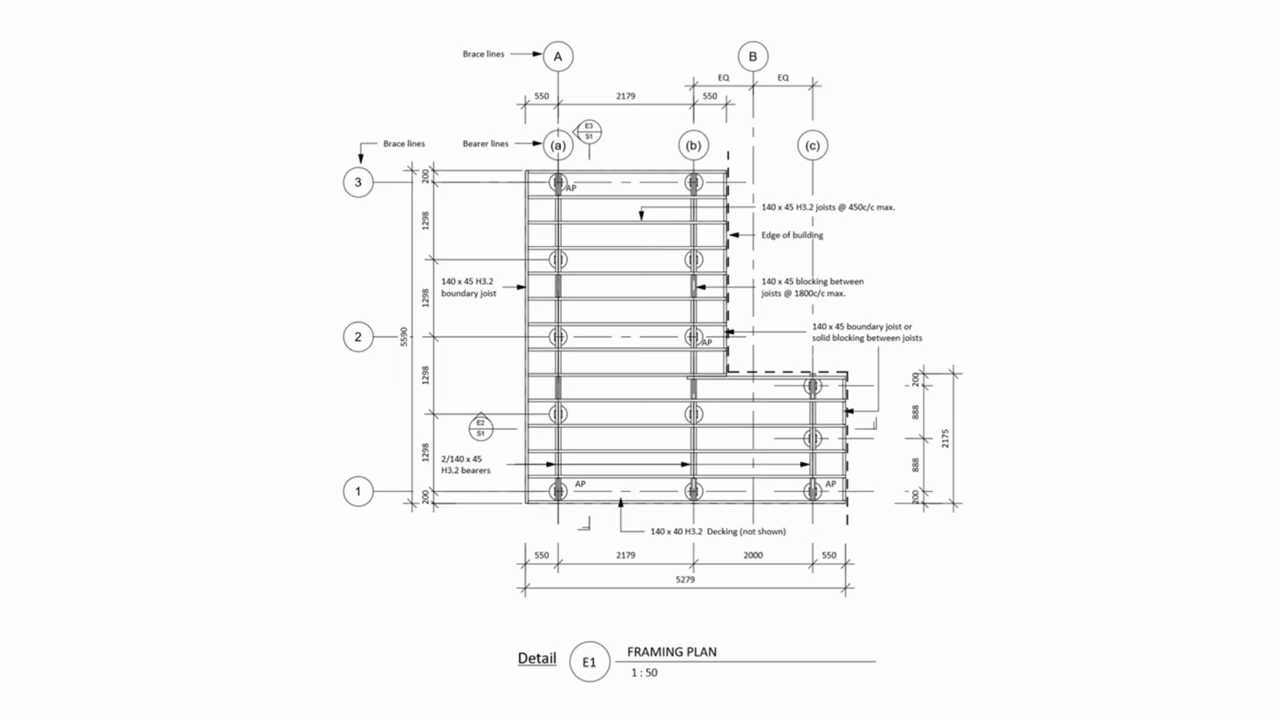 A
B
Brace lines
EQ
EQ
550
2179
550
E3
S1
Brace lines
Bearer lines
(a)
(b)
(c)
3
200
AP
140 x 45 H3.2 joists @ 450c/c max.
1298
Edge of building
140 x 45 H3.2
boundary joist
140 x 45 blocking between
joists @ 1800c/c max.
1298
140 x 45 boundary joist or
solid blocking between joists
2
5590
AP
1298
200
888
2175
E2
S1
1298
2/140 x 45
H3.2 bearers
888
1
200
AP
AP
200
140 x 40 H3.2 Decking (not shown)
550
2179
2000
550
5279
Detail
E1
FRAMING PLAN
1 : 50